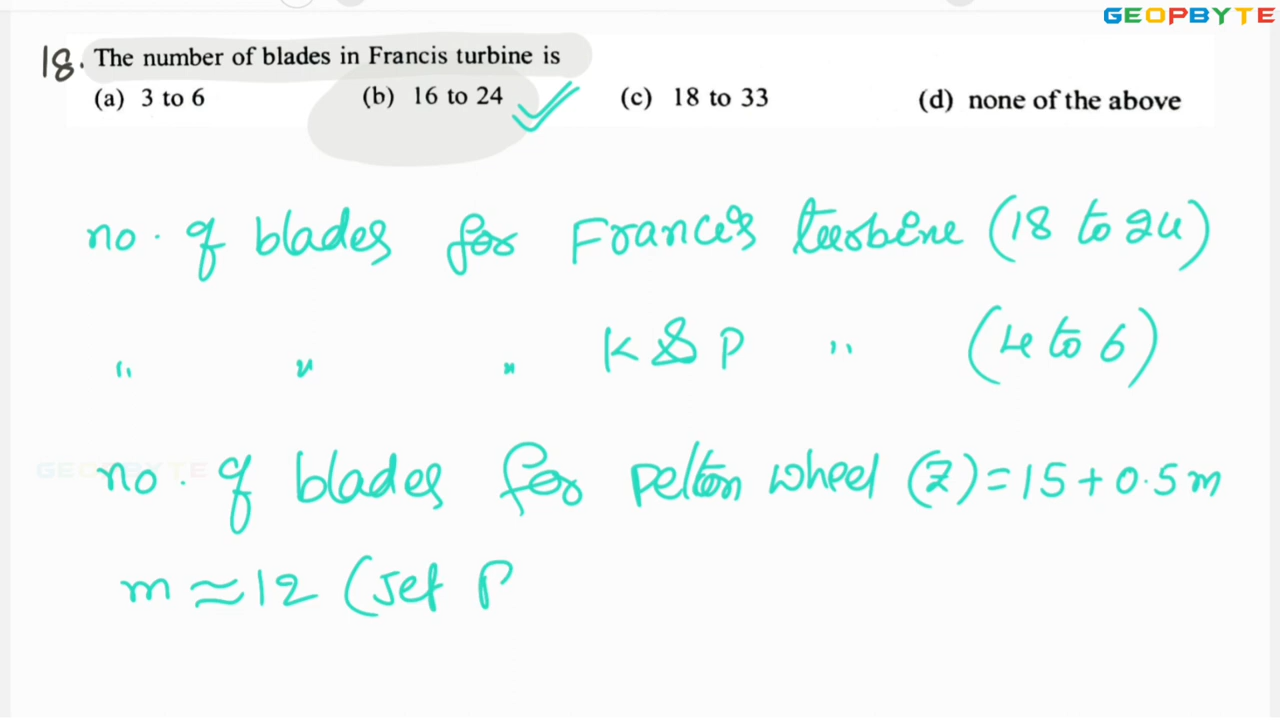 GEOPBYTE
18. The number of blades in Francis turbine is
(a) 3 to 6 (b) 16 to 24 (c) 18 to 33 (d) none of the above
no. of blades for Francis turbine (18 to 24)
" " " K & P " (4 to 6)
GEOPBYTE
no. of blades for pelton wheel (Z) = 15 + 0.5 m
m ≈ 12 (Jet P